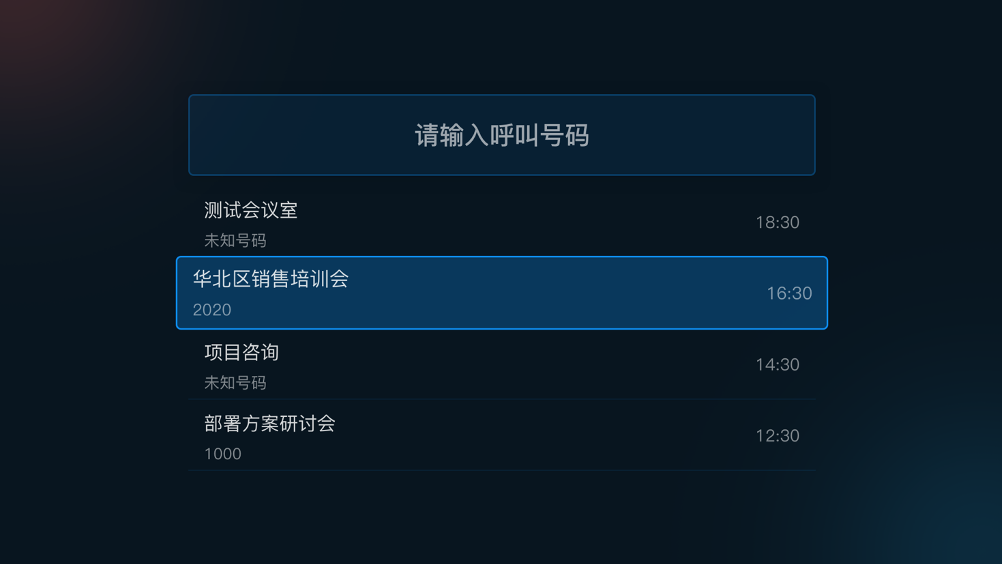 请输入呼叫号码
测试会议室
18:30
未知号码
华北区销售培训会
16:30
2020
项目咨询
14:30
未知号码
部署方案研讨会
12:30
1000